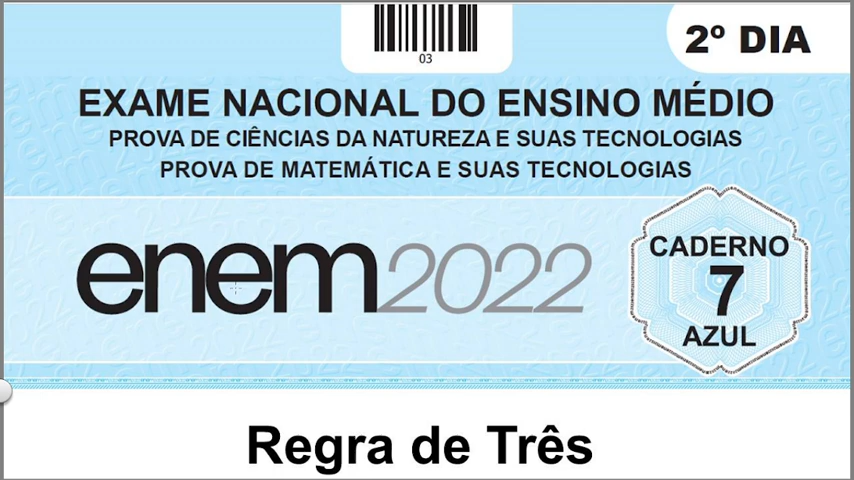 03
2º DIA
EXAME NACIONAL DO ENSINO MÉDIO
PROVA DE CIÊNCIAS DA NATUREZA E SUAS TECNOLOGIAS
PROVA DE MATEMÁTICA E SUAS TECNOLOGIAS
enem2022
CADERNO
7
AZUL
Regra de Três